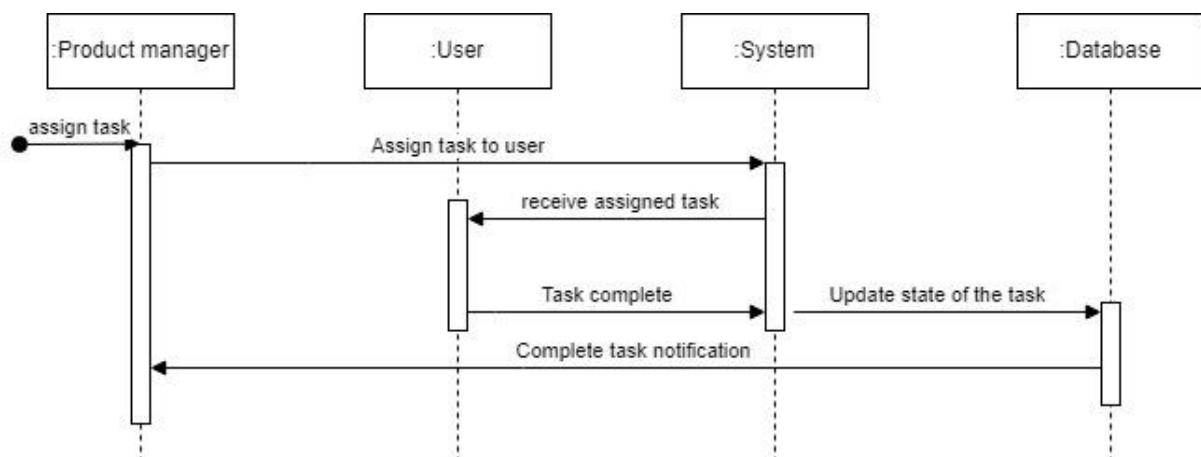 :Product manager
:User
:System
:Database
assign task
Assign task to user
receive assigned task
Task complete
Update state of the task
Complete task notification